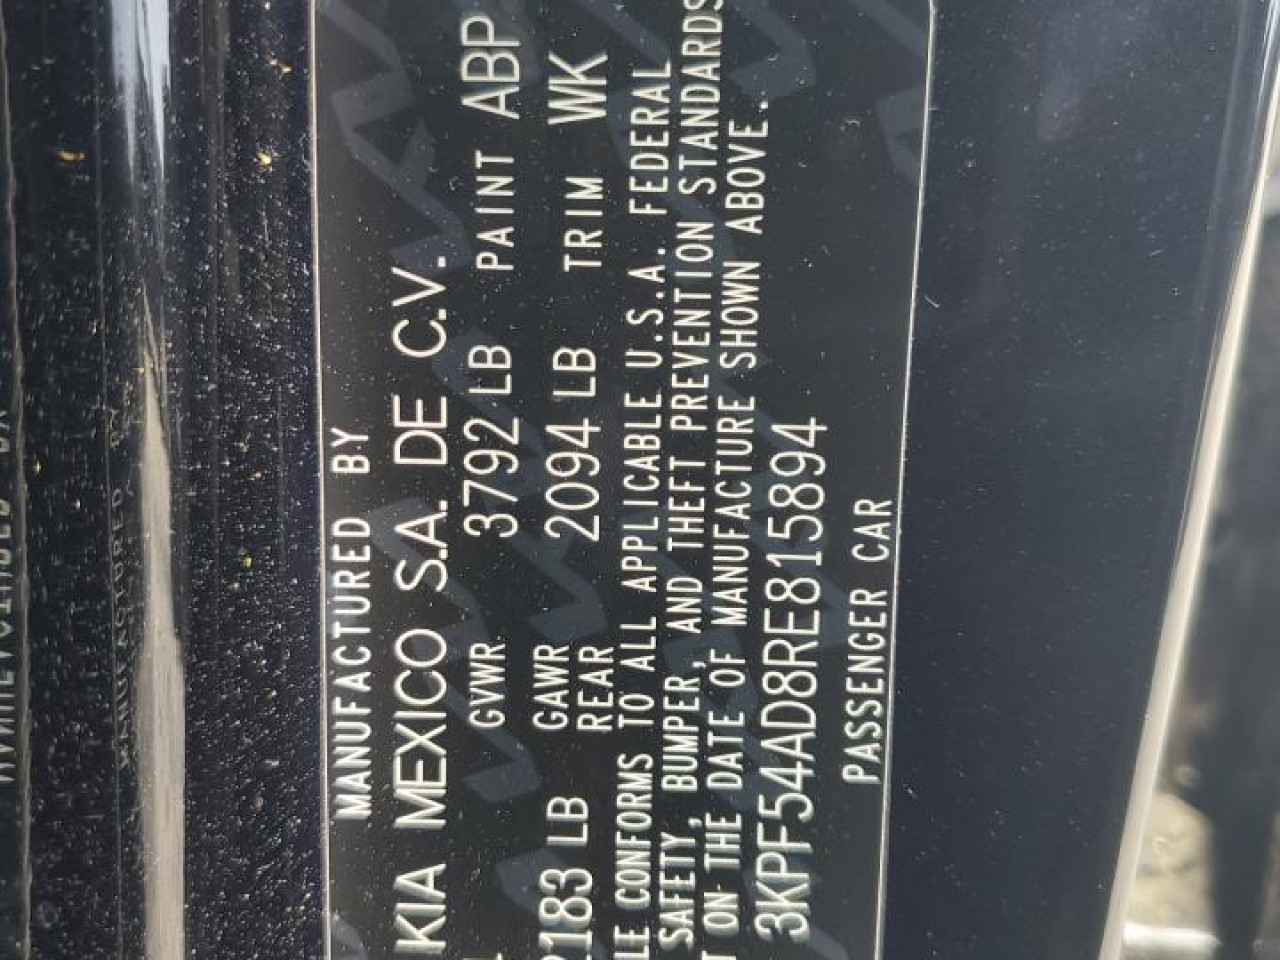 MANUFACTURED BY
KIA MEXICO S.A. DE C.V.
GVWR 3792 LB PAINT ABP
2183 LB GAWR REAR 2094 LB TRIM WK
LE CONFORMS TO ALL APPLICABLE U.S.A. FEDERAL
SAFETY, BUMPER, AND THEFT PREVENTION STANDARDS
T ON THE DATE OF MANUFACTURE SHOWN ABOVE.
3KPF54AD8RE815894
PASSENGER CAR